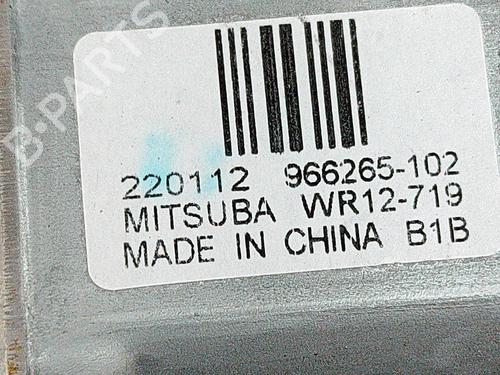 B-PARTS
220112 966265-102
MITSUBA WR12-719
MADE IN CHINA B1B